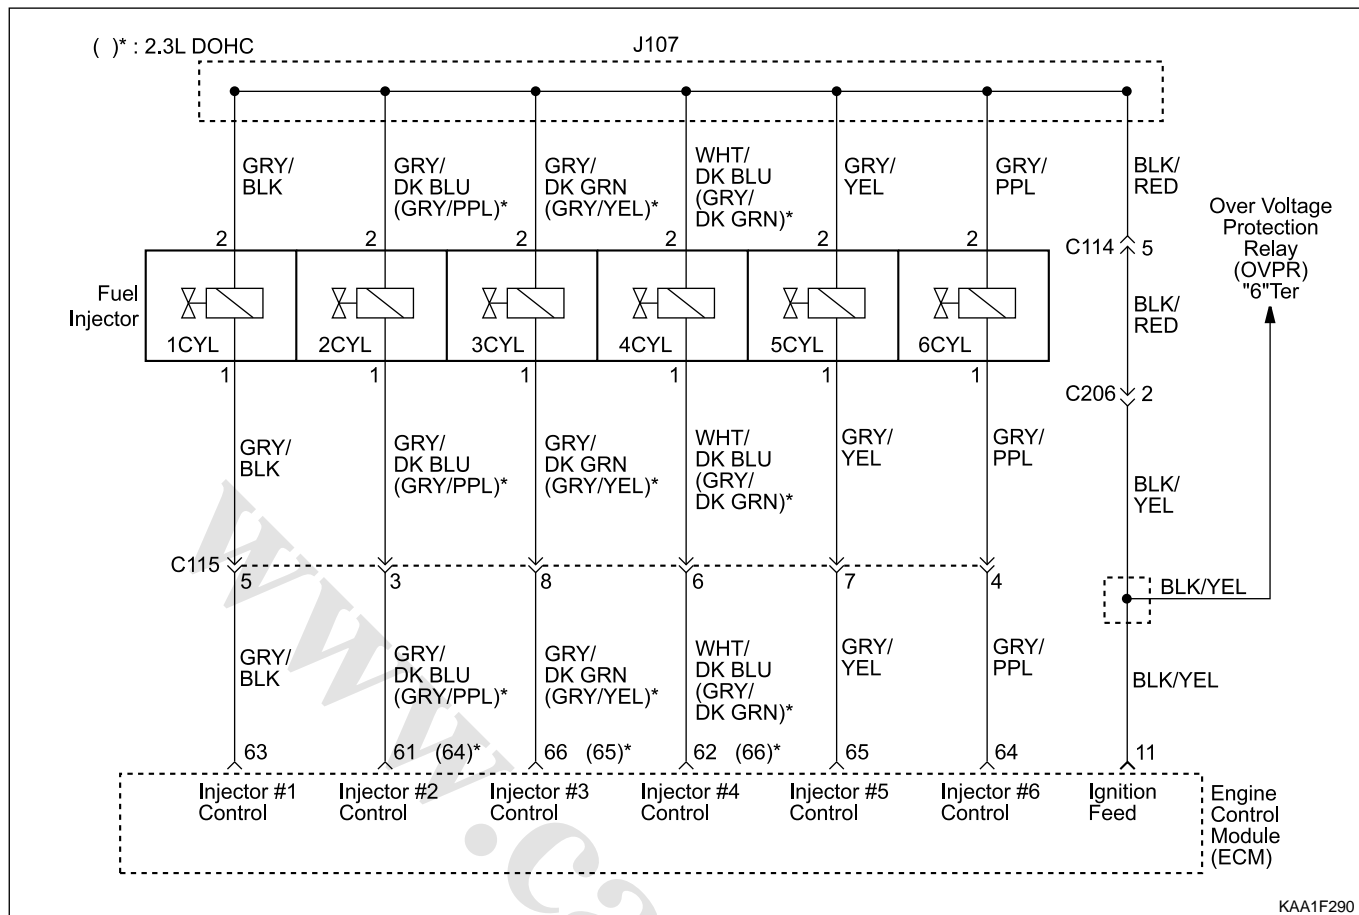 ( )* : 2.3L DOHC
J107
GRY/
BLK
GRY/
DK BLU
(GRY/PPL)*
GRY/
DK GRN
(GRY/YEL)*
WHT/
DK BLU
(GRY/
DK GRN)*
GRY/
YEL
GRY/
PPL
BLK/
RED
Over Voltage
Protection
Relay
(OVPR)
"6"Ter
2
2
2
2
2
2
C114
5
Fuel
Injector
1CYL
2CYL
3CYL
4CYL
5CYL
6CYL
BLK/
RED
1
1
1
1
1
1
C206
2
GRY/
BLK
GRY/
DK BLU
(GRY/PPL)*
GRY/
DK GRN
(GRY/YEL)*
WHT/
DK BLU
(GRY/
DK GRN)*
GRY/
YEL
GRY/
PPL
BLK/
YEL
C115
5
3
8
6
7
4
BLK/YEL
GRY/
BLK
GRY/
DK BLU
(GRY/PPL)*
GRY/
DK GRN
(GRY/YEL)*
WHT/
DK BLU
(GRY/
DK GRN)*
GRY/
YEL
GRY/
PPL
BLK/YEL
63
61 (64)*
66 (65)*
62 (66)*
65
64
11
Injector #1
Control
Injector #2
Control
Injector #3
Control
Injector #4
Control
Injector #5
Control
Injector #6
Control
Ignition
Feed
Engine
Control
Module
(ECM)
www.ca
KAA1F290